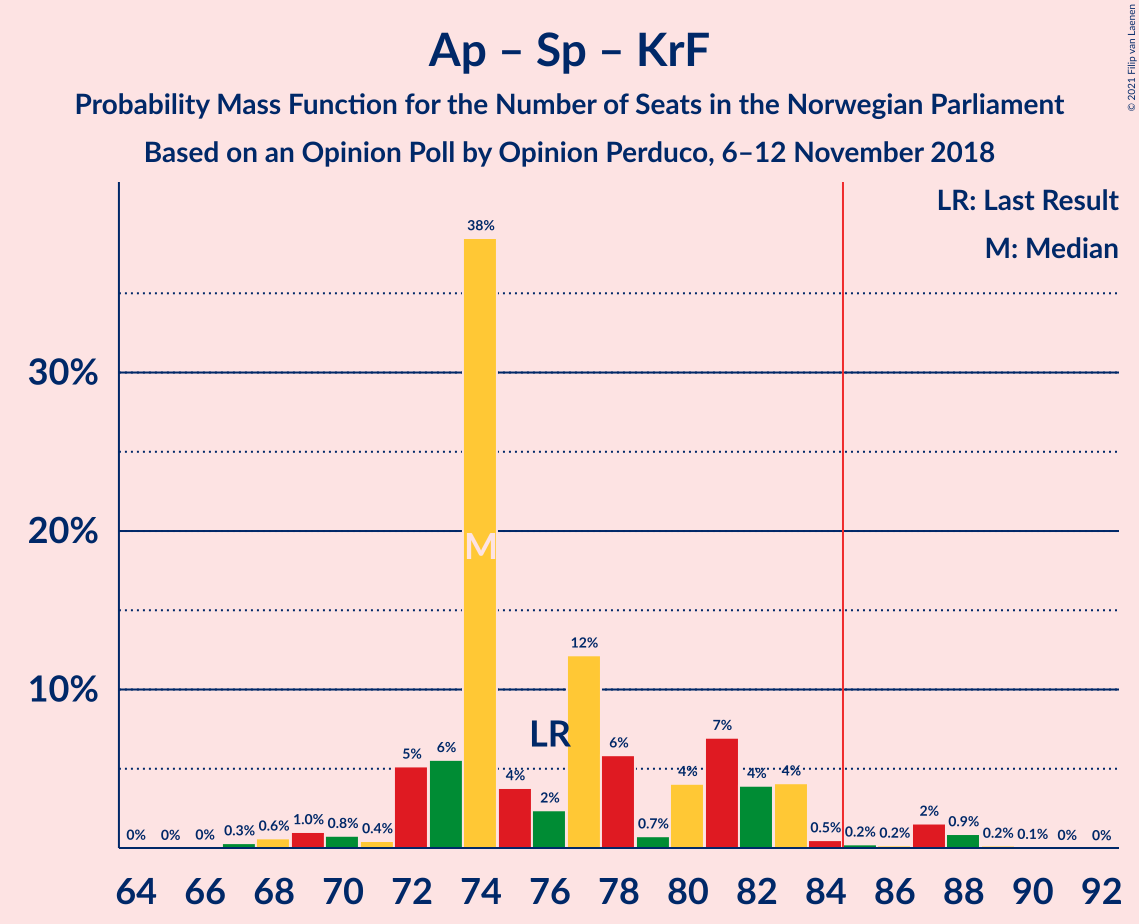 © 2021 Filip van Laenen
Ap – Sp – KrF
Probability Mass Function for the Number of Seats in the Norwegian Parliament
Based on an Opinion Poll by Opinion Perduco, 6–12 November 2018
LR: Last Result
M: Median
30%
20%
10%
0% 0% 0% 0.3% 0.6% 1.0% 0.8% 0.4% 5% 6% 38% 4% 2% 12% 6% 0.7% 4% 7% 4% 4% 0.5% 0.2% 0.2% 2% 0.9% 0.2% 0.1% 0% 0%
M
LR
64 66 68 70 72 74 76 78 80 82 84 86 88 90 92